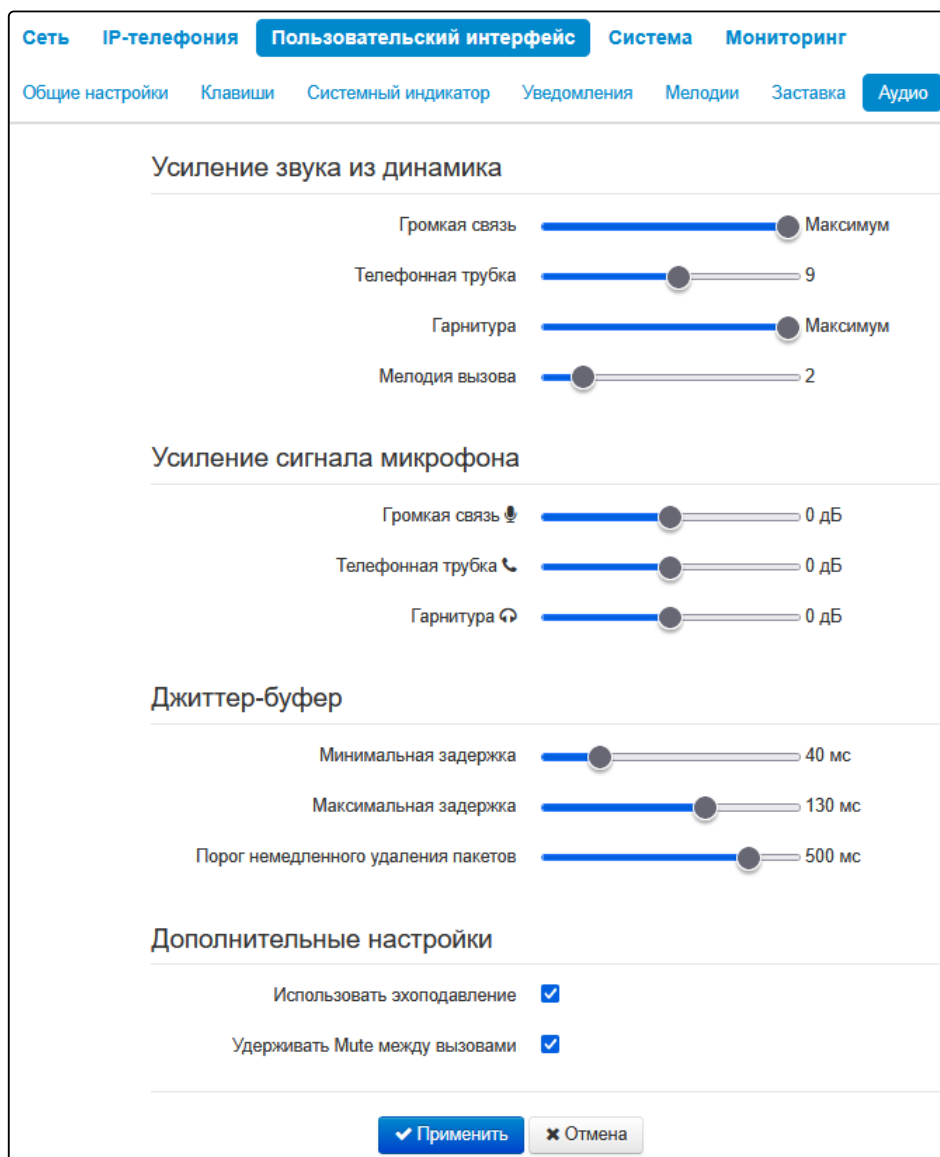 Сеть IP-телефония Пользовательский интерфейс Система Мониторинг
Общие настройки Клавиши Системный индикатор Уведомления Мелодии Заставка Аудио
Усиление звука из динамика
Громкая связь Максимум
Телефонная трубка 9
Гарнитура Максимум
Мелодия вызова 2
Усиление сигнала микрофона
Громкая связь 0 дБ
Телефонная трубка 0 дБ
Гарнитура 0 дБ
Джиттер-буфер
Минимальная задержка 40 мс
Максимальная задержка 130 мс
Порог немедленного удаления пакетов 500 мс
Дополнительные настройки
Использовать эхоподавление
Удерживать Mute между вызовами
Применить Отмена